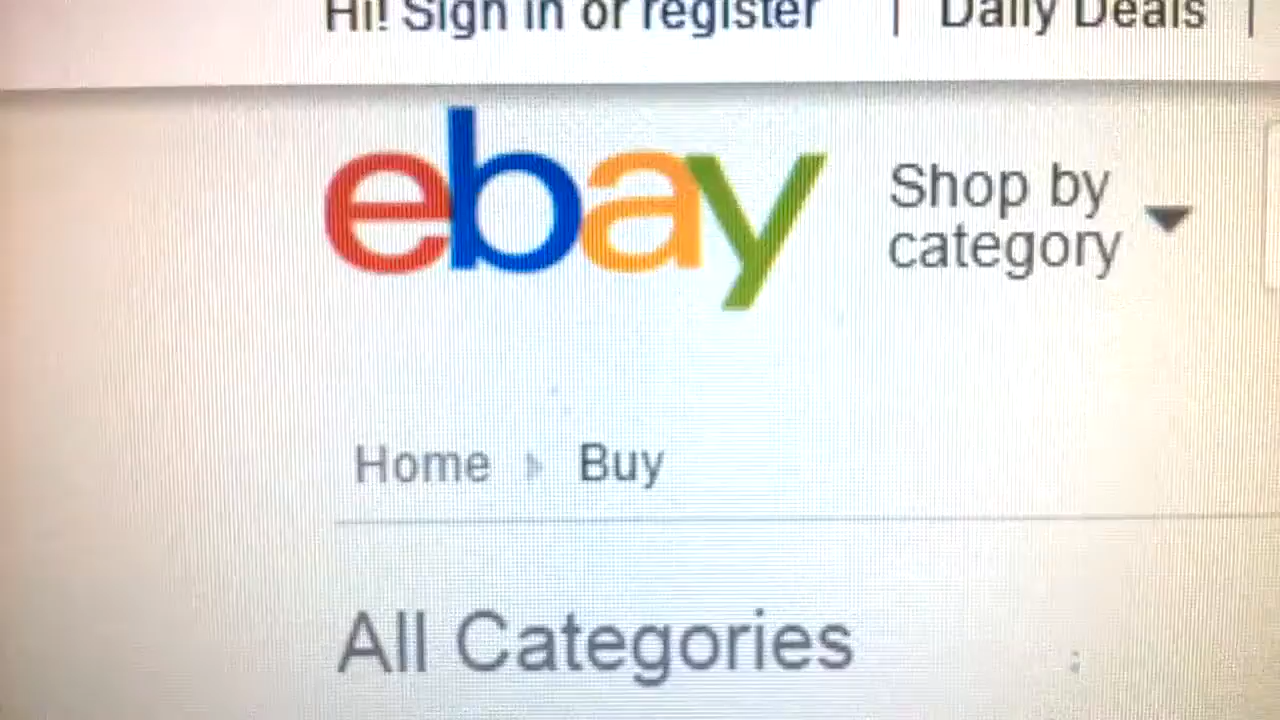 Hi! Sign in or register | Daily Deals |
ebay
Shop by
category
Home Buy
All Categories